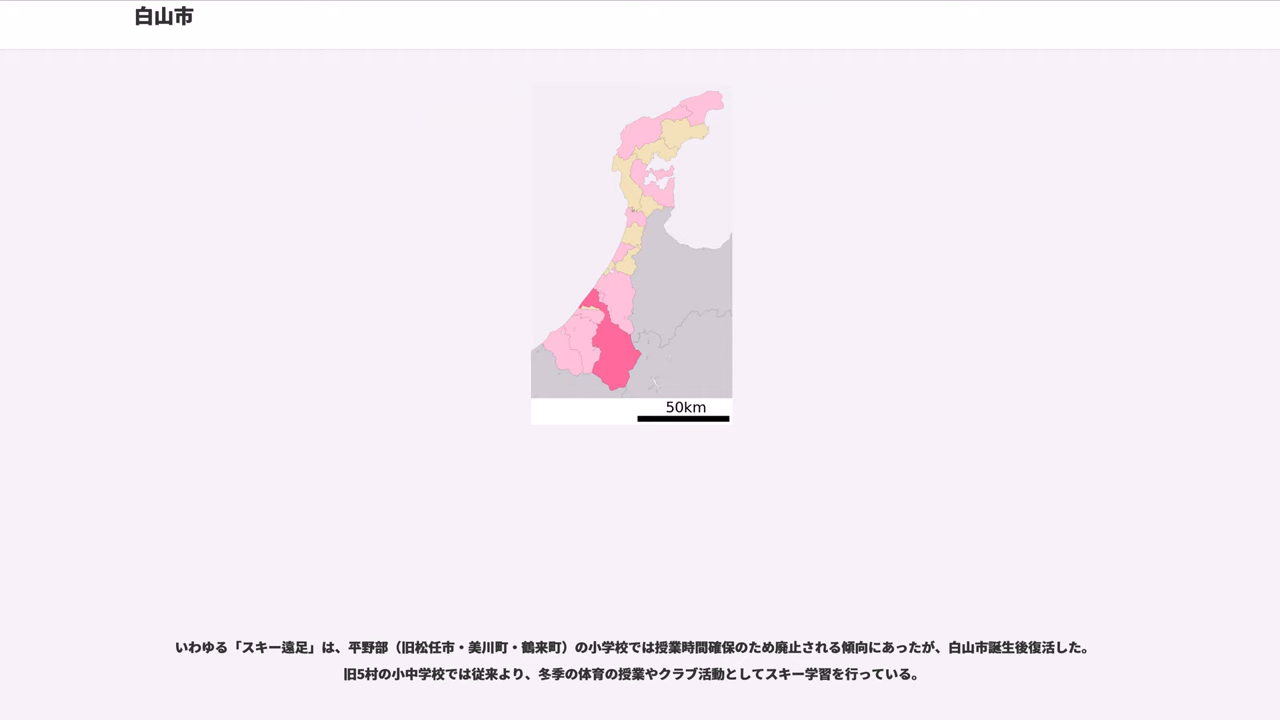 白山市
50km
いわゆる「スキー遠足」は、平野部（旧松任市・美川町・鶴来町）の小学校では授業時間確保のため廃止される傾向にあったが、白山市誕生後復活した。
旧5村の小中学校では従来より、冬季の体育の授業やクラブ活動としてスキー学習を行っている。